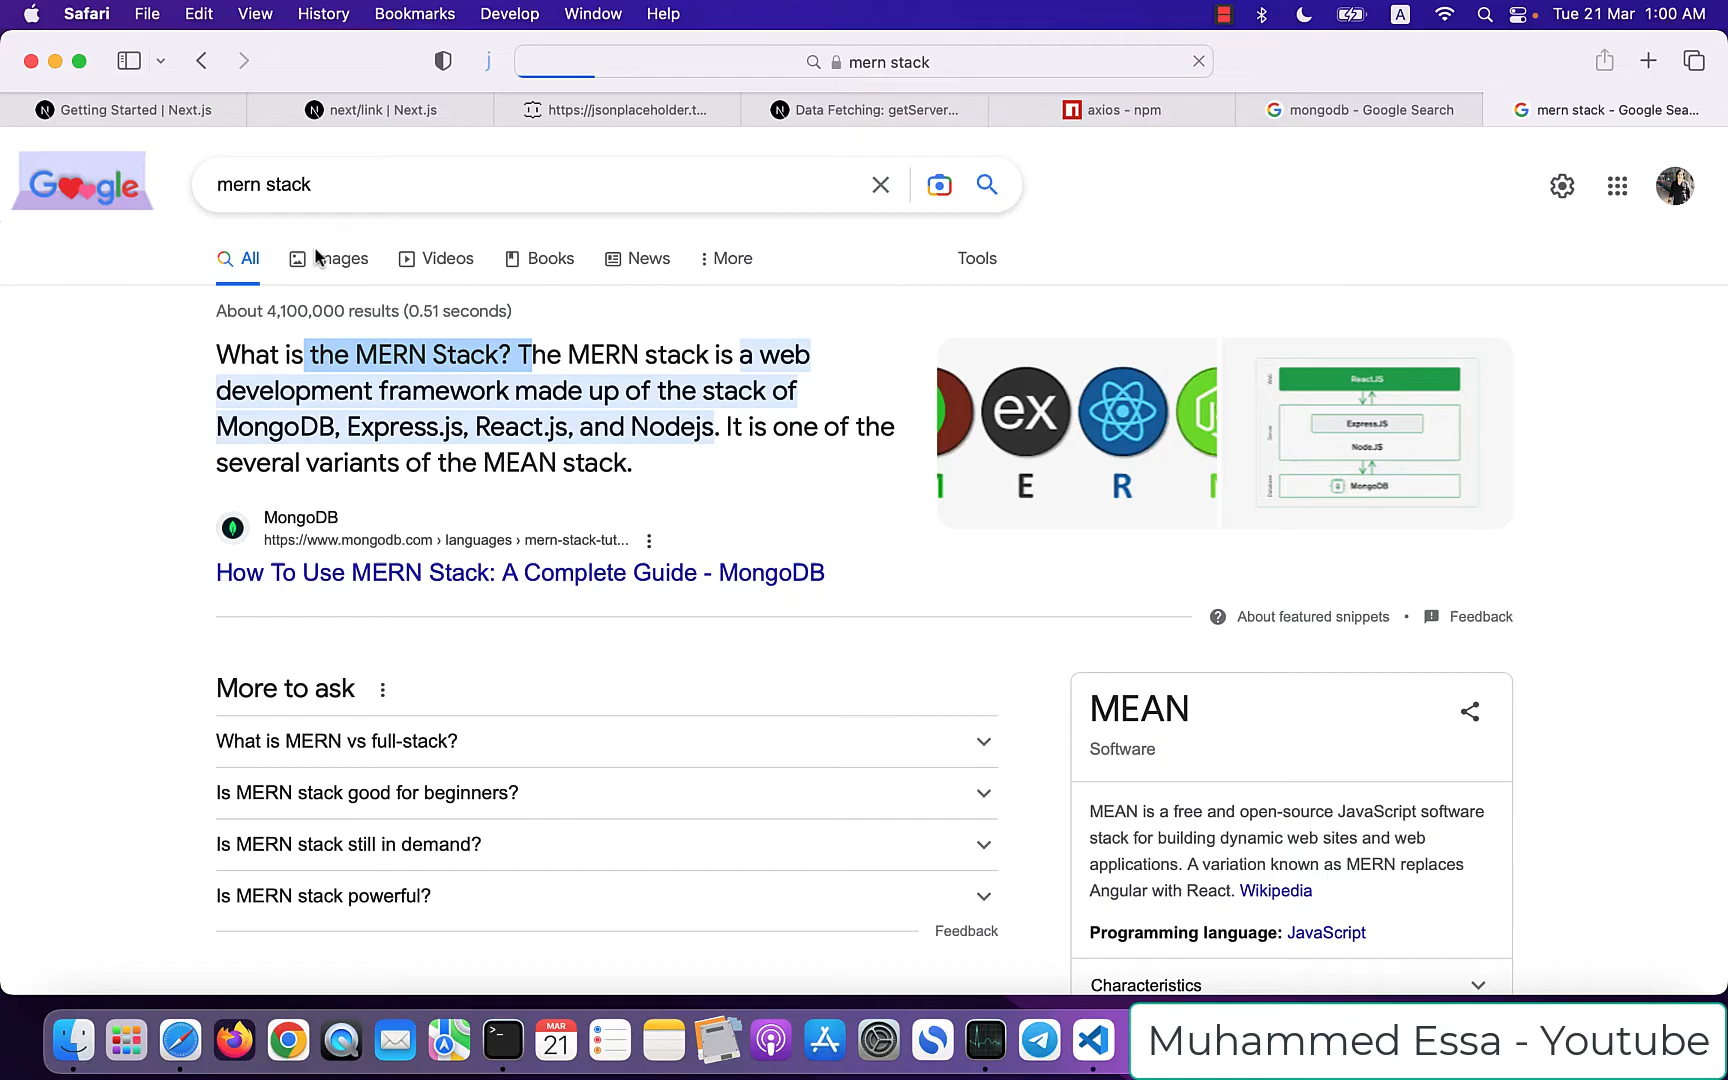 Safari File Edit View History Bookmarks Develop Window Help
A Tue 21 Mar 1:00 AM
j mern stack
Getting Started | Next.js
next/link | Next.js
https://jsonplaceholder.t...
Data Fetching: getServer...
axios - npm
mongodb - Google Search
mern stack - Google Sea...
Google
mern stack
All
Images
Videos
Books
News
More
Tools
About 4,100,000 results (0.51 seconds)
What is the MERN Stack? The MERN stack is a web
development framework made up of the stack of
MongoDB, Express.js, React.js, and Nodejs. It is one of the
several variants of the MEAN stack.
ex
E R
ReactJS
Web
ExpressJS
Server
NodeJS
Database
MongoDB
MongoDB
https://www.mongodb.com › languages › mern-stack-tut...
How To Use MERN Stack: A Complete Guide - MongoDB
About featured snippets • Feedback
More to ask
What is MERN vs full-stack?
Is MERN stack good for beginners?
Is MERN stack still in demand?
Is MERN stack powerful?
Feedback
MEAN
Software
MEAN is a free and open-source JavaScript software
stack for building dynamic web sites and web
applications. A variation known as MERN replaces
Angular with React. Wikipedia
Programming language: JavaScript
Characteristics
MAR
21
Muhammed Essa - Youtube